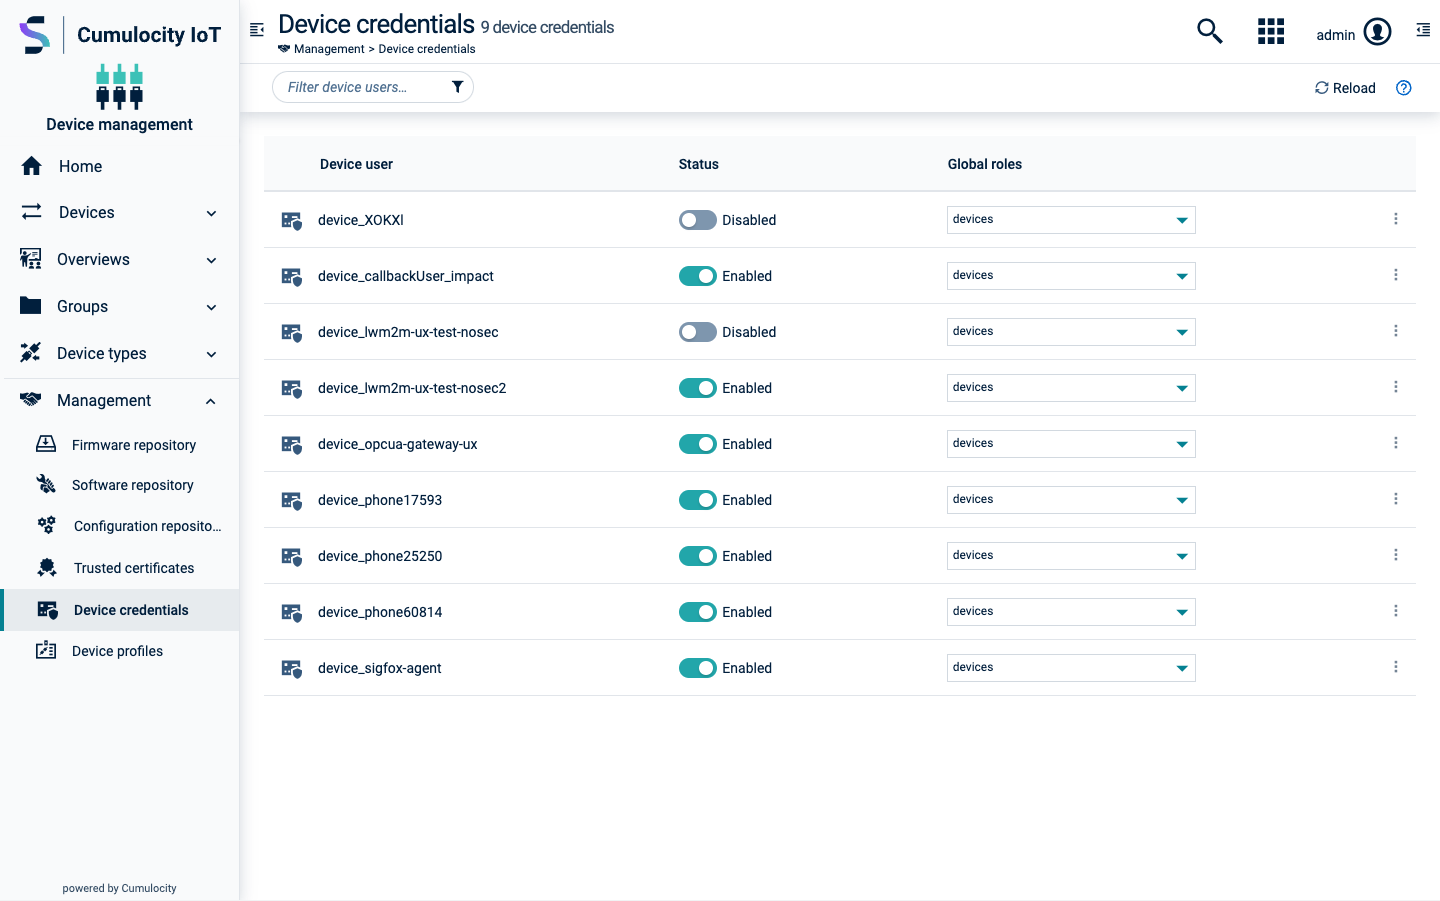 Cumulocity IoT
Device management
Home
Devices
Overviews
Groups
Device types
Management
Firmware repository
Software repository
Configuration reposito...
Trusted certificates
Device credentials
Device profiles
powered by Cumulocity
Device credentials 9 device credentials
Management > Device credentials
admin
Filter device users...
Reload
Device user Status Global roles
device_XOKXl Disabled devices
device_callbackUser_impact Enabled devices
device_lwm2m-ux-test-nosec Disabled devices
device_lwm2m-ux-test-nosec2 Enabled devices
device_opcua-gateway-ux Enabled devices
device_phone17593 Enabled devices
device_phone25250 Enabled devices
device_phone60814 Enabled devices
device_sigfox-agent Enabled devices